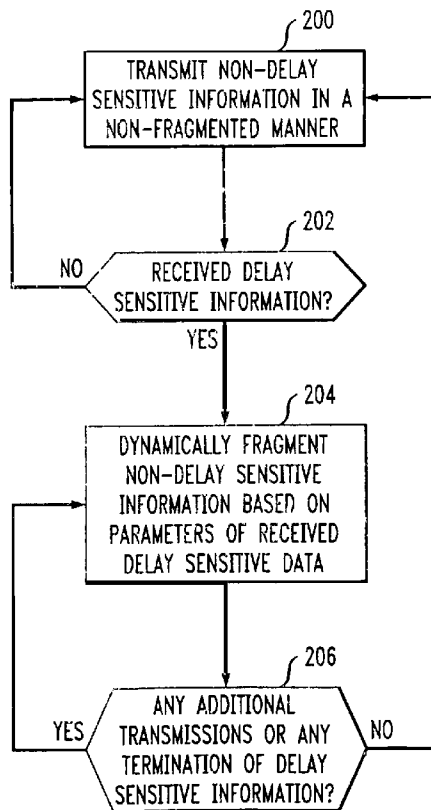 200
TRANSMIT NON-DELAY
SENSITIVE INFORMATION IN A
NON-FRAGMENTED MANNER
202
NO
RECEIVED DELAY
SENSITIVE INFORMATION?
YES
204
DYNAMICALLY FRAGMENT
NON-DELAY SENSITIVE
INFORMATION BASED ON
PARAMETERS OF RECEIVED
DELAY SENSITIVE DATA
206
YES
ANY ADDITIONAL
TRANSMISSIONS OR ANY
TERMINATION OF DELAY
SENSITIVE INFORMATION?
NO